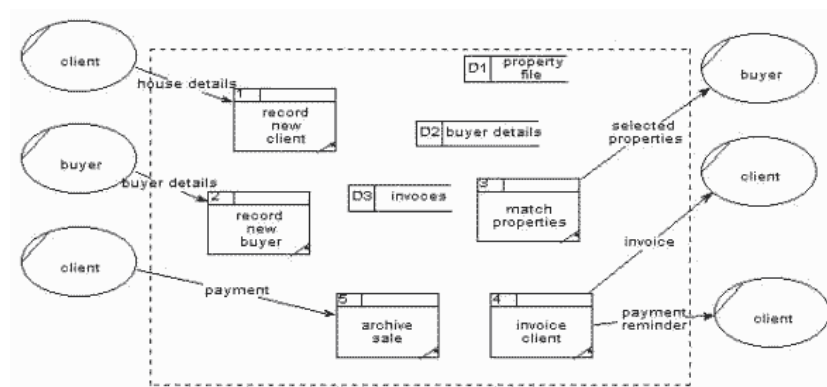 client
house details
1
record
new
client
D1
property
file
buyer
D2
buyer details
selected
properties
buyer
buyer details
2
record
new
buyer
D3
invoces
3
match
properties
client
invoice
client
payment
5
archive
sale
4
invoice
client
payment
reminder
client